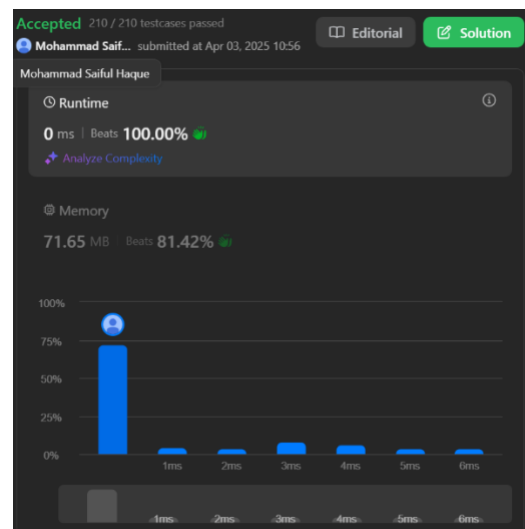 Accepted 210 / 210 testcases passed
Editorial
Solution
Mohammad Saif... submitted at Apr 03, 2025 10:56
Mohammad Saiful Haque
Runtime
0 ms | Beats 100.00%
Analyze Complexity
Memory
71.65 MB | Beats 81.42%
100%
75%
50%
25%
0%
1ms 2ms 3ms 4ms 5ms 6ms
1ms 2ms 3ms 4ms 5ms 6ms